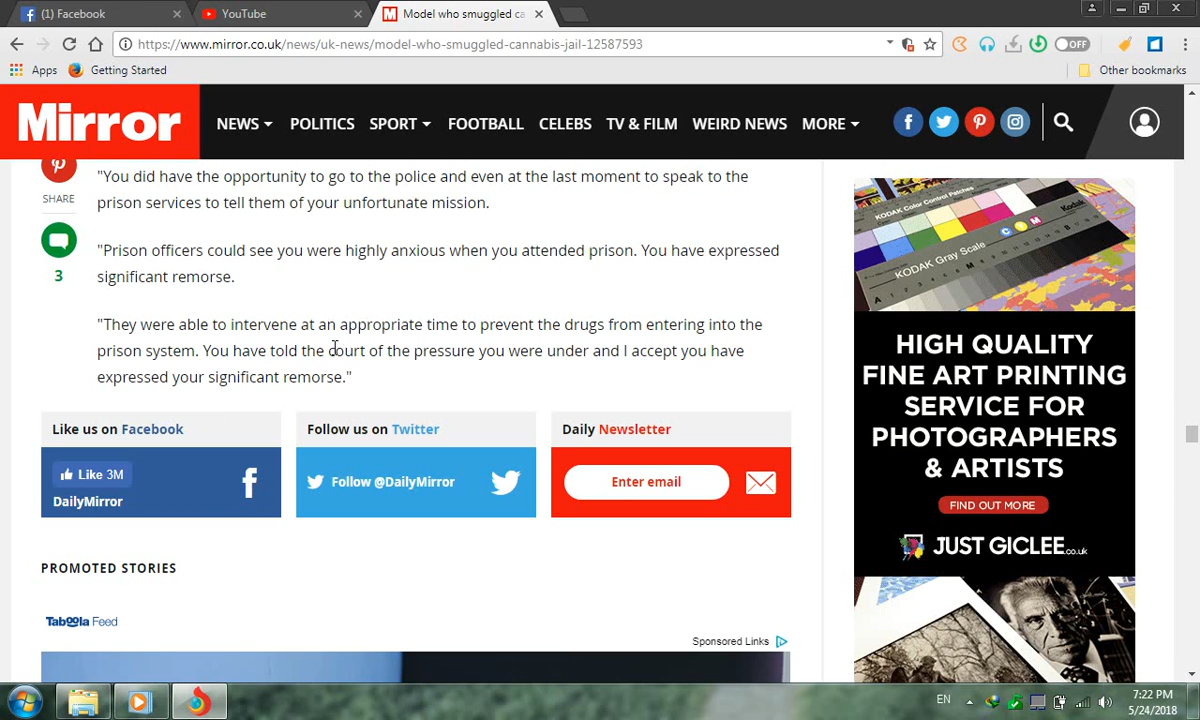 (1) Facebook
YouTube
Model who smuggled ca
https://www.mirror.co.uk/news/uk-news/model-who-smuggled-cannabis-jail-12587593
OFF
Apps
Getting Started
Other bookmarks
Mirror
NEWS
POLITICS
SPORT
FOOTBALL
CELEBS
TV & FILM
WEIRD NEWS
MORE
SHARE
3
"You did have the opportunity to go to the police and even at the last moment to speak to the
prison services to tell them of your unfortunate mission.
"Prison officers could see you were highly anxious when you attended prison. You have expressed
significant remorse.
"They were able to intervene at an appropriate time to prevent the drugs from entering into the
prison system. You have told the court of the pressure you were under and I accept you have
expressed your significant remorse."
Like us on Facebook
Like 3M
DailyMirror
Follow us on Twitter
Follow @DailyMirror
Daily Newsletter
Enter email
PROMOTED STORIES
Taboola Feed
Sponsored Links
KODAK Color Control Patches
Kodak
C Y M
KODAK Gray Scale
HIGH QUALITY
FINE ART PRINTING
SERVICE FOR
PHOTOGRAPHERS
& ARTISTS
FIND OUT MORE
JUST GICLEE.co.uk
EN
7:22 PM
5/24/2018